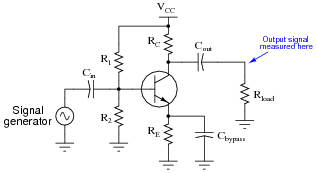 VCC
RC
Cout
Output signal
measured here
R1
Cin
Rload
Signal
generator
R2
RE
Cbypass